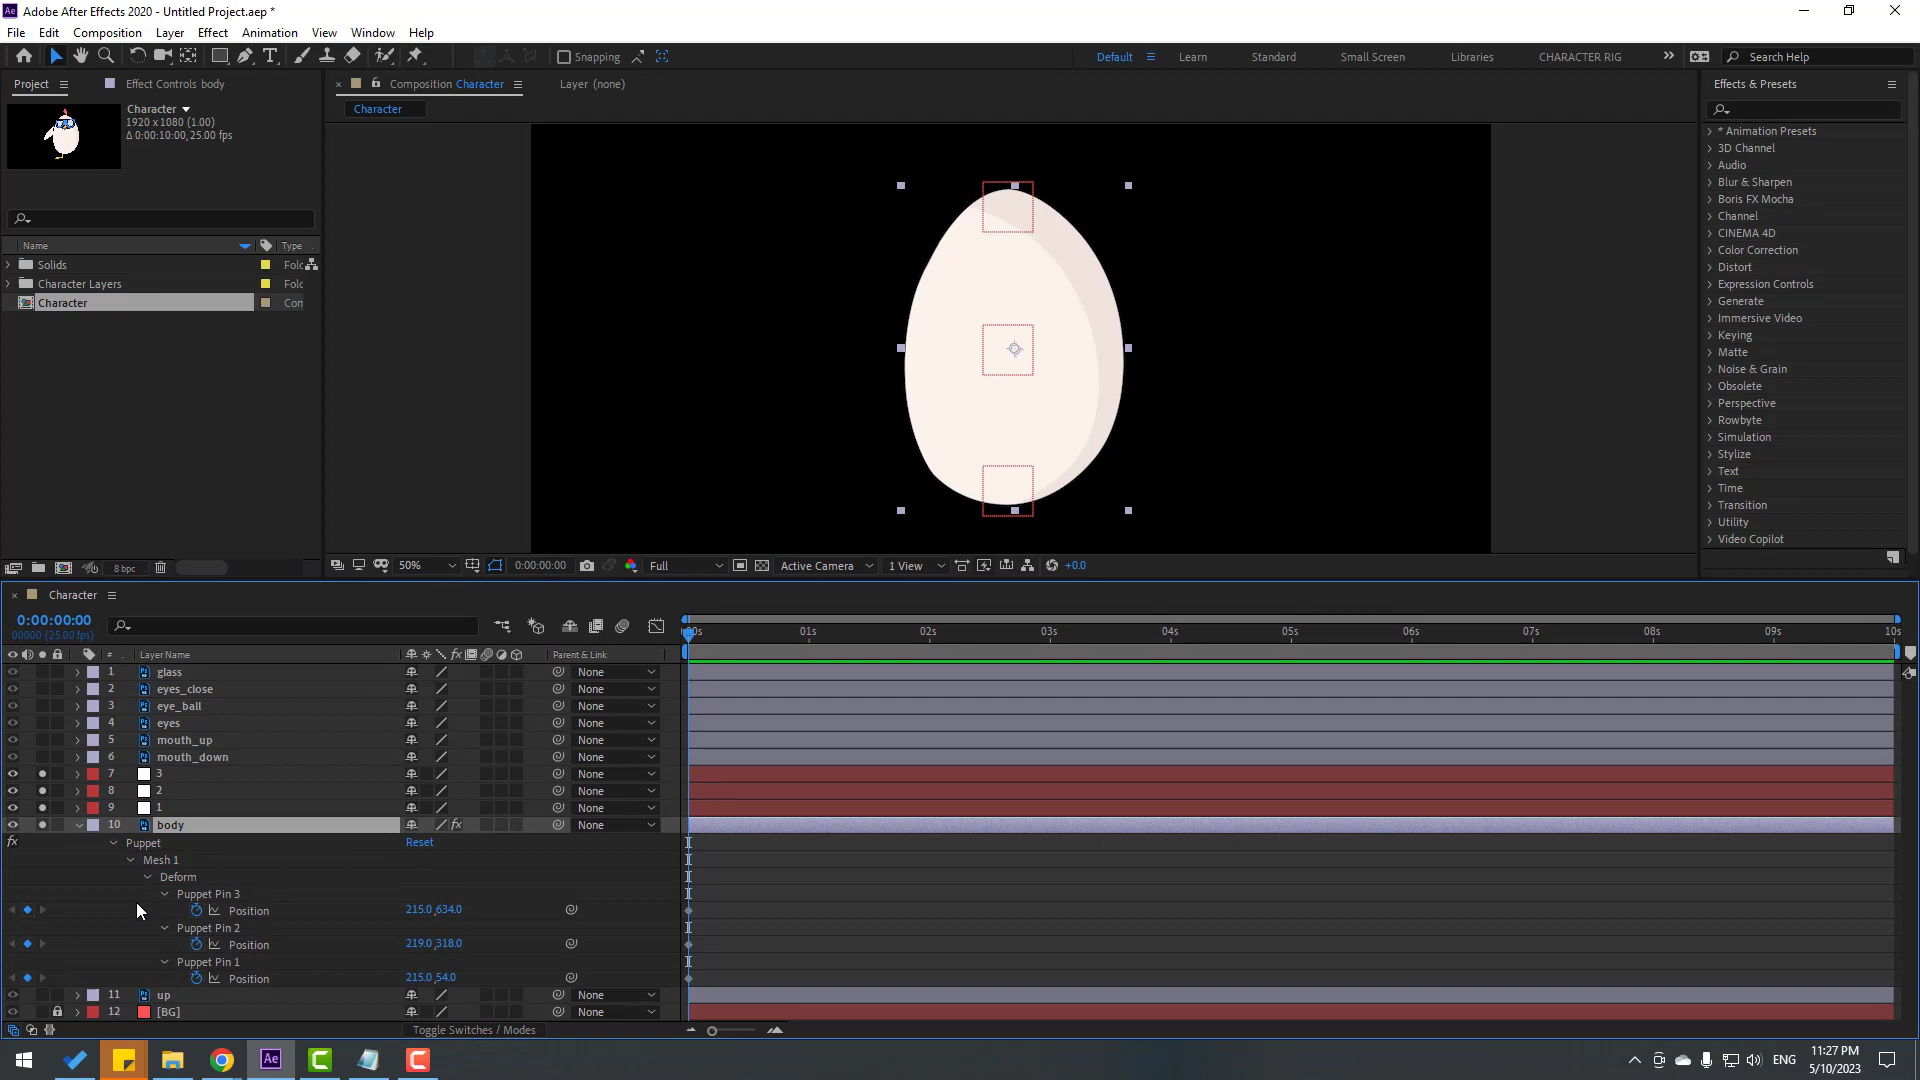 Adobe After Effects 2020 - Untitled Project.aep *
File Edit Composition Layer Effect Animation View Window Help
Snapping
Default Learn Standard Small Screen Libraries CHARACTER RIG Search Help
Project Effect Controls body
Composition Character Layer (none)
Effects & Presets
Character
1920 x 1080 (1.00)
Δ 0:00:10:00, 25.00 fps
Character
Name Type
Solids Folc
Character Layers Folc
Character Con
8 bpc
* Animation Presets
3D Channel
Audio
Blur & Sharpen
Boris FX Mocha
Channel
CINEMA 4D
Color Correction
Distort
Expression Controls
Generate
Immersive Video
Keying
Matte
Noise & Grain
Obsolete
Perspective
Rowbyte
Simulation
Stylize
Text
Time
Transition
Utility
Video Copilot
50% 0:00:00:00 Full Active Camera 1 View +0.0
Character
0:00:00:00
00000 (25.00 fps)
00s 01s 02s 03s 04s 05s 06s 07s 08s 09s 10s
# Layer Name fx Parent & Link
1 glass None
2 eyes_close None
3 eye_ball None
4 eyes None
5 mouth_up None
6 mouth_down None
7 3 None
8 2 None
9 1 None
10 body fx None
fx Puppet Reset
Mesh 1
Deform
Puppet Pin 3
Position 215.0,634.0
Puppet Pin 2
Position 219.0,318.0
Puppet Pin 1
Position 215.0,54.0
11 up None
12 [BG] None
Toggle Switches / Modes
ENG
11:27 PM
5/10/2023